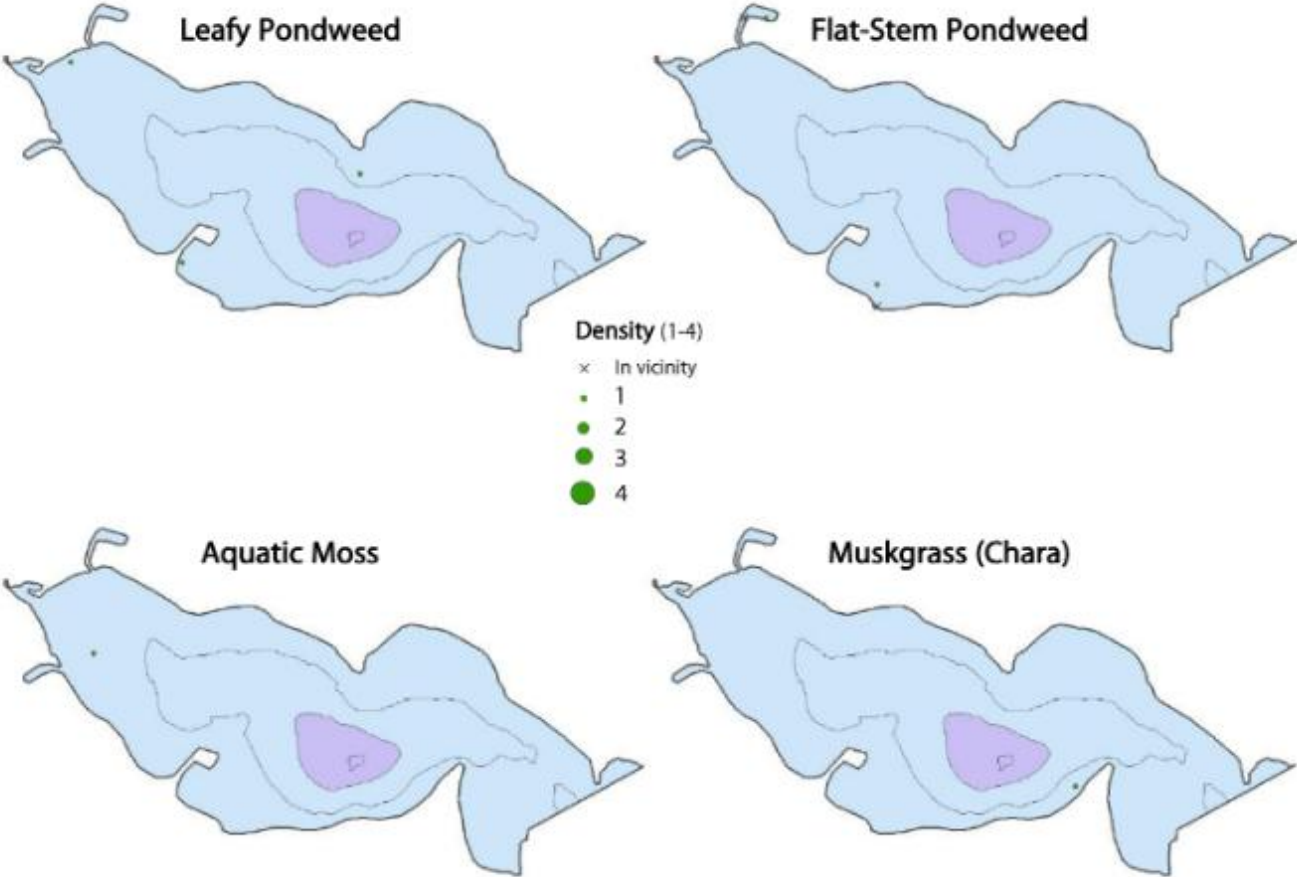 Leafy Pondweed
Flat-Stem Pondweed
Density (1-4)
In vicinity
1
2
3
4
Aquatic Moss
Muskgrass (Chara)